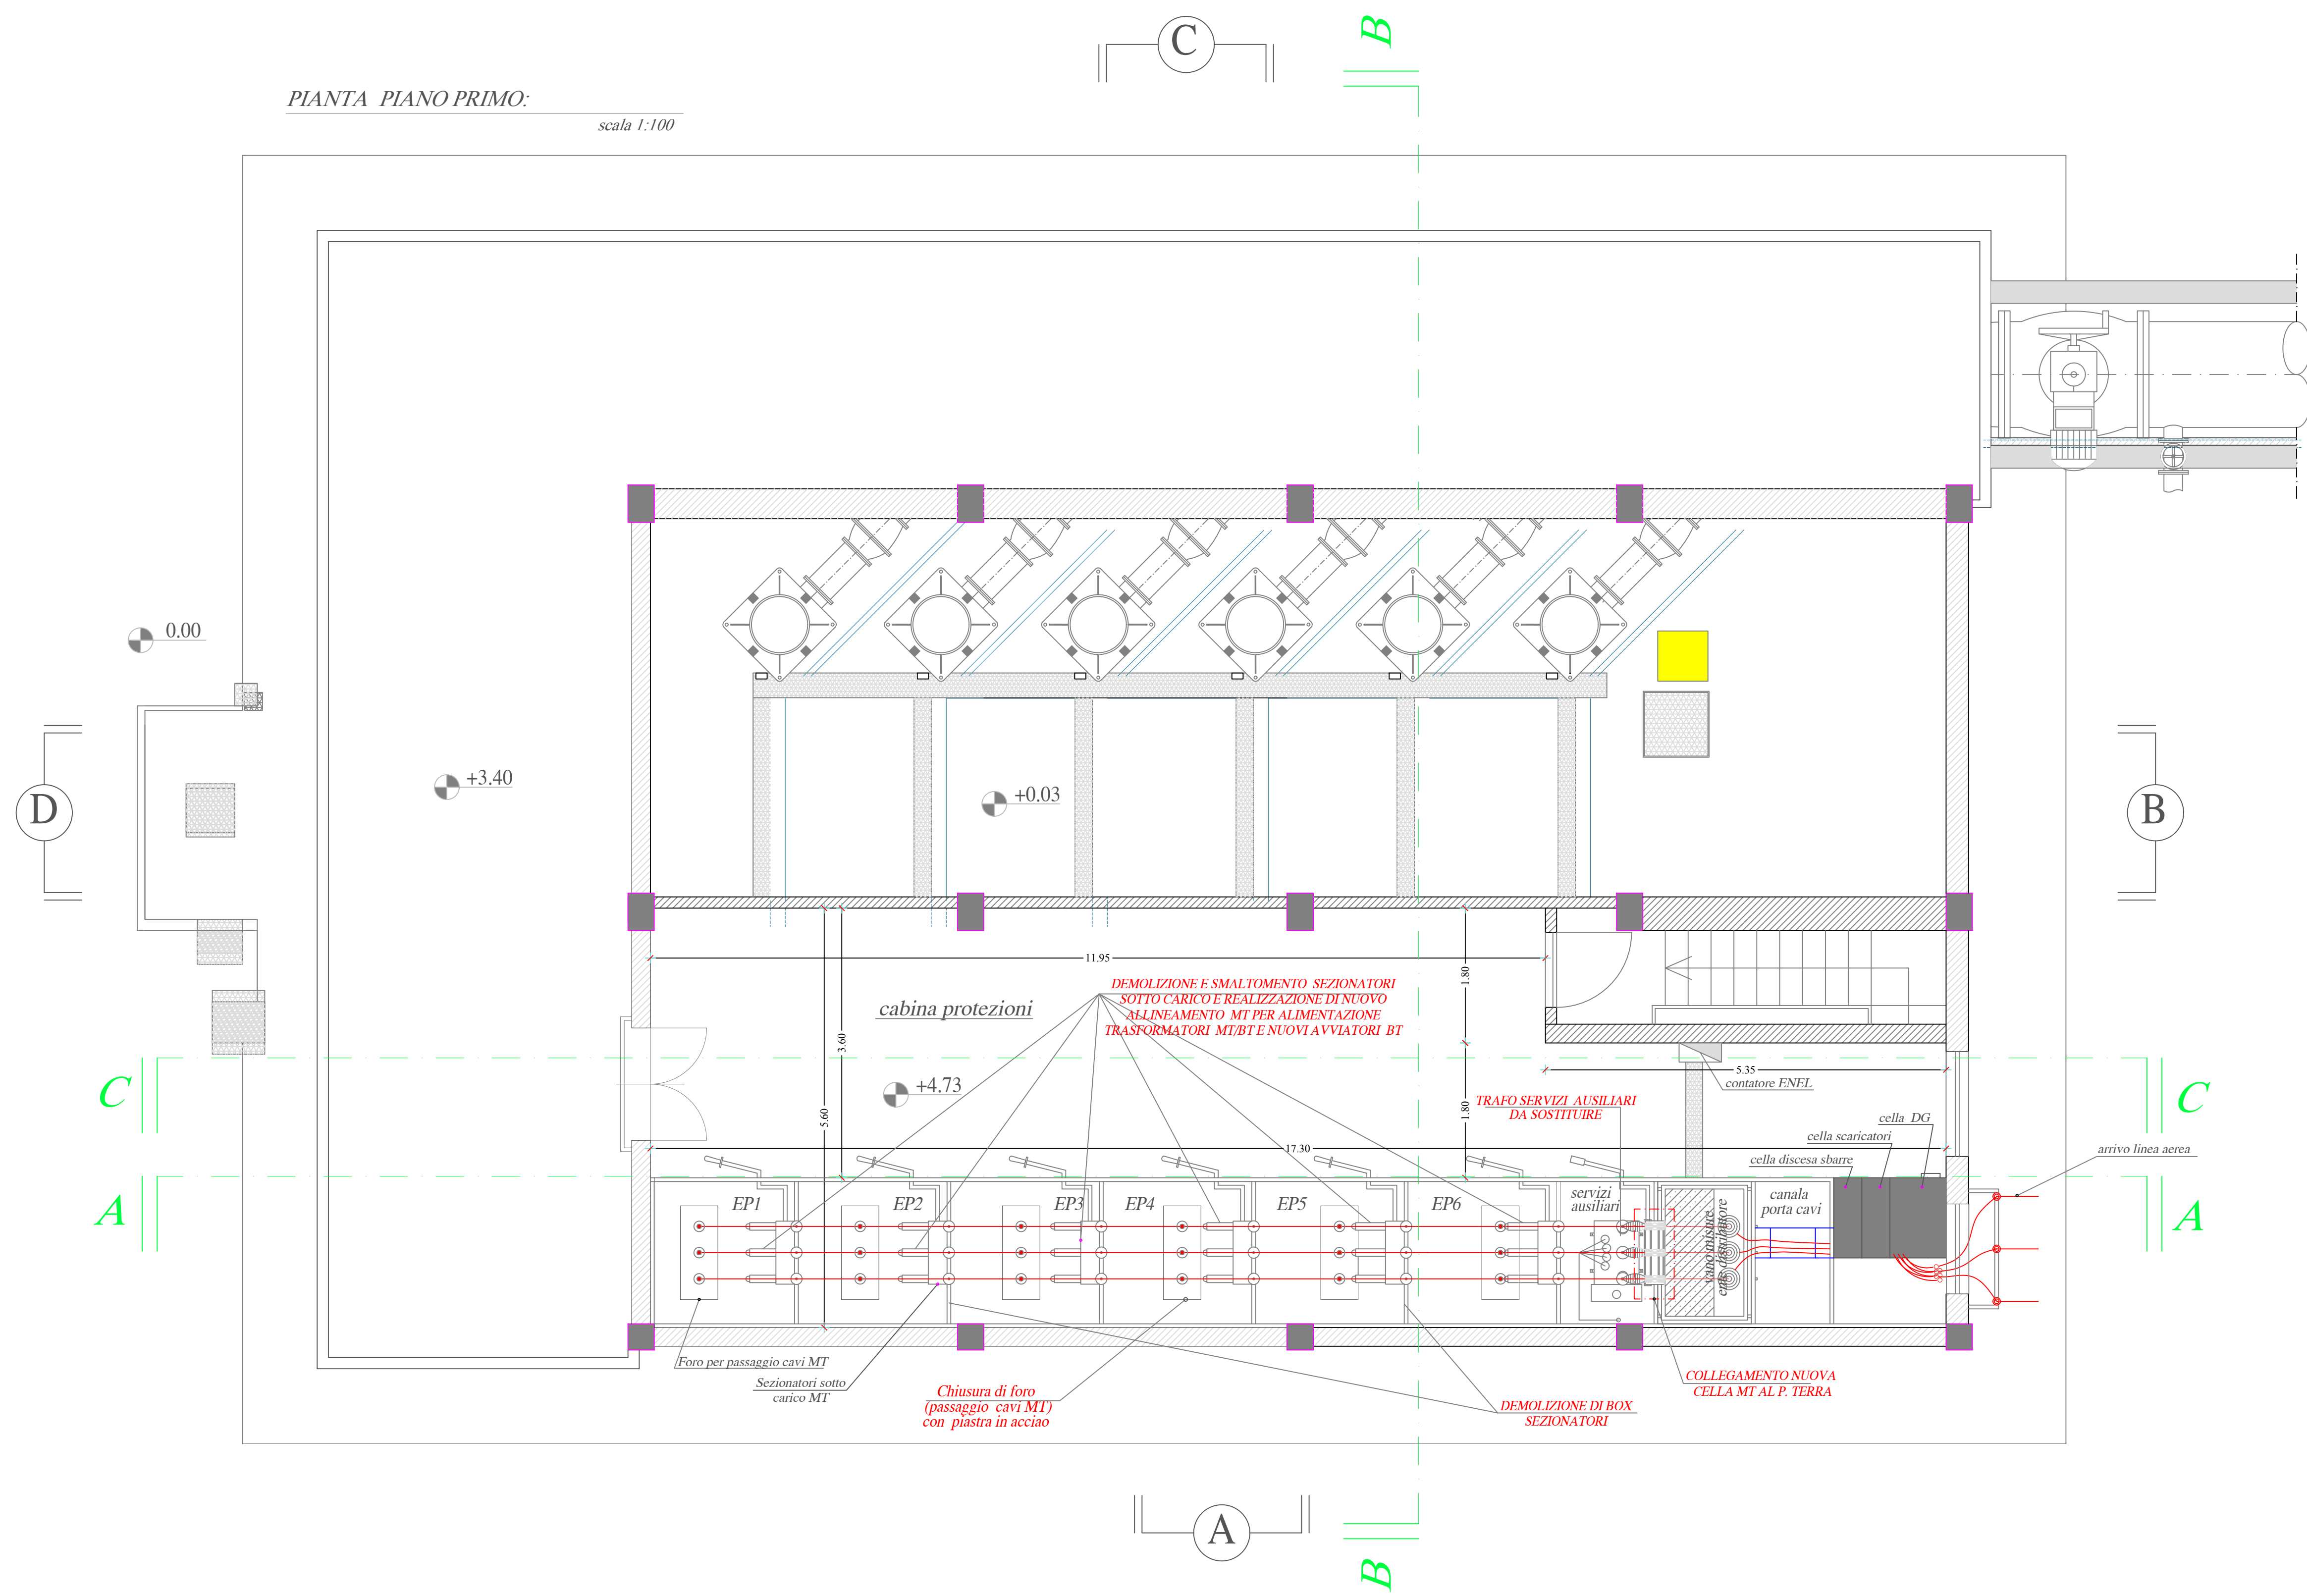 C
B
PIANTA PIANO PRIMO:
scala 1:100
0.00
+3.40
+0.03
D
B
11.95
1.80
DEMOLIZIONE E SMALTOMENTO SEZIONATORI
SOTTO CARICO E REALIZZAZIONE DI NUOVO
ALLINEAMENTO MT PER ALIMENTAZIONE
TRASFORMATORI MT/BT E NUOVI AVVIATORI BT
cabina protezioni
3.60
5.60
+4.73
1.80
5.35
contatore ENEL
C
C
TRAFO SERVIZI AUSILIARI
DA SOSTITUIRE
cella DG
cella scaricatori
cella discesa sbarre
arrivo linea aerea
17.30
A
A
EP1
EP2
EP3
EP4
EP5
EP6
servizi
ausiliari
vano misure
ente distributore
canala
porta cavi
Foro per passaggio cavi MT
Sezionatori sotto
carico MT
Chiusura di foro
(passaggio cavi MT)
con piastra in acciao
DEMOLIZIONE DI BOX
SEZIONATORI
COLLEGAMENTO NUOVA
CELLA MT AL P. TERRA
A
B